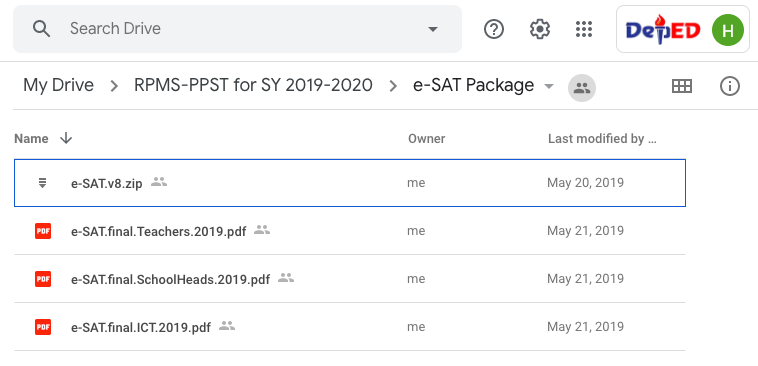 Search Drive
DepED
H
My Drive > RPMS-PPST for SY 2019-2020 > e-SAT Package
Name Owner Last modified by ...
e-SAT.v8.zip me May 20, 2019
PDF e-SAT.final.Teachers.2019.pdf me May 21, 2019
PDF e-SAT.final.SchoolHeads.2019.pdf me May 21, 2019
PDF e-SAT.final.ICT.2019.pdf me May 21, 2019